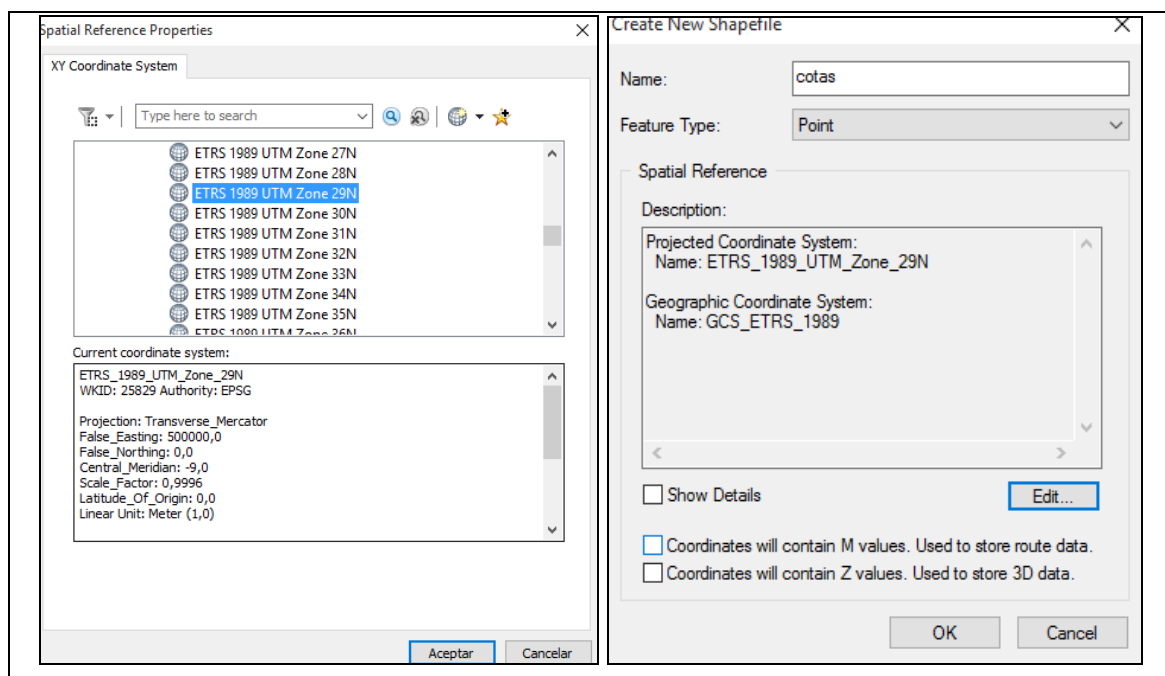 Spatial Reference Properties
XY Coordinate System
Type here to search
ETRS 1989 UTM Zone 27N
ETRS 1989 UTM Zone 28N
ETRS 1989 UTM Zone 29N
ETRS 1989 UTM Zone 30N
ETRS 1989 UTM Zone 31N
ETRS 1989 UTM Zone 32N
ETRS 1989 UTM Zone 33N
ETRS 1989 UTM Zone 34N
ETRS 1989 UTM Zone 35N
ETRS 1989 UTM Zone 36N
Current coordinate system:
ETRS_1989_UTM_Zone_29N
WKID: 25829 Authority: EPSG
Projection: Transverse_Mercator
False_Easting: 500000,0
False_Northing: 0,0
Central_Meridian: -9,0
Scale_Factor: 0,9996
Latitude_Of_Origin: 0,0
Linear Unit: Meter (1,0)
Aceptar Cancelar
Create New Shapefile
Name: cotas
Feature Type: Point
Spatial Reference
Description:
Projected Coordinate System:
Name: ETRS_1989_UTM_Zone_29N
Geographic Coordinate System:
Name: GCS_ETRS_1989
Show Details Edit...
Coordinates will contain M values. Used to store route data.
Coordinates will contain Z values. Used to store 3D data.
OK Cancel